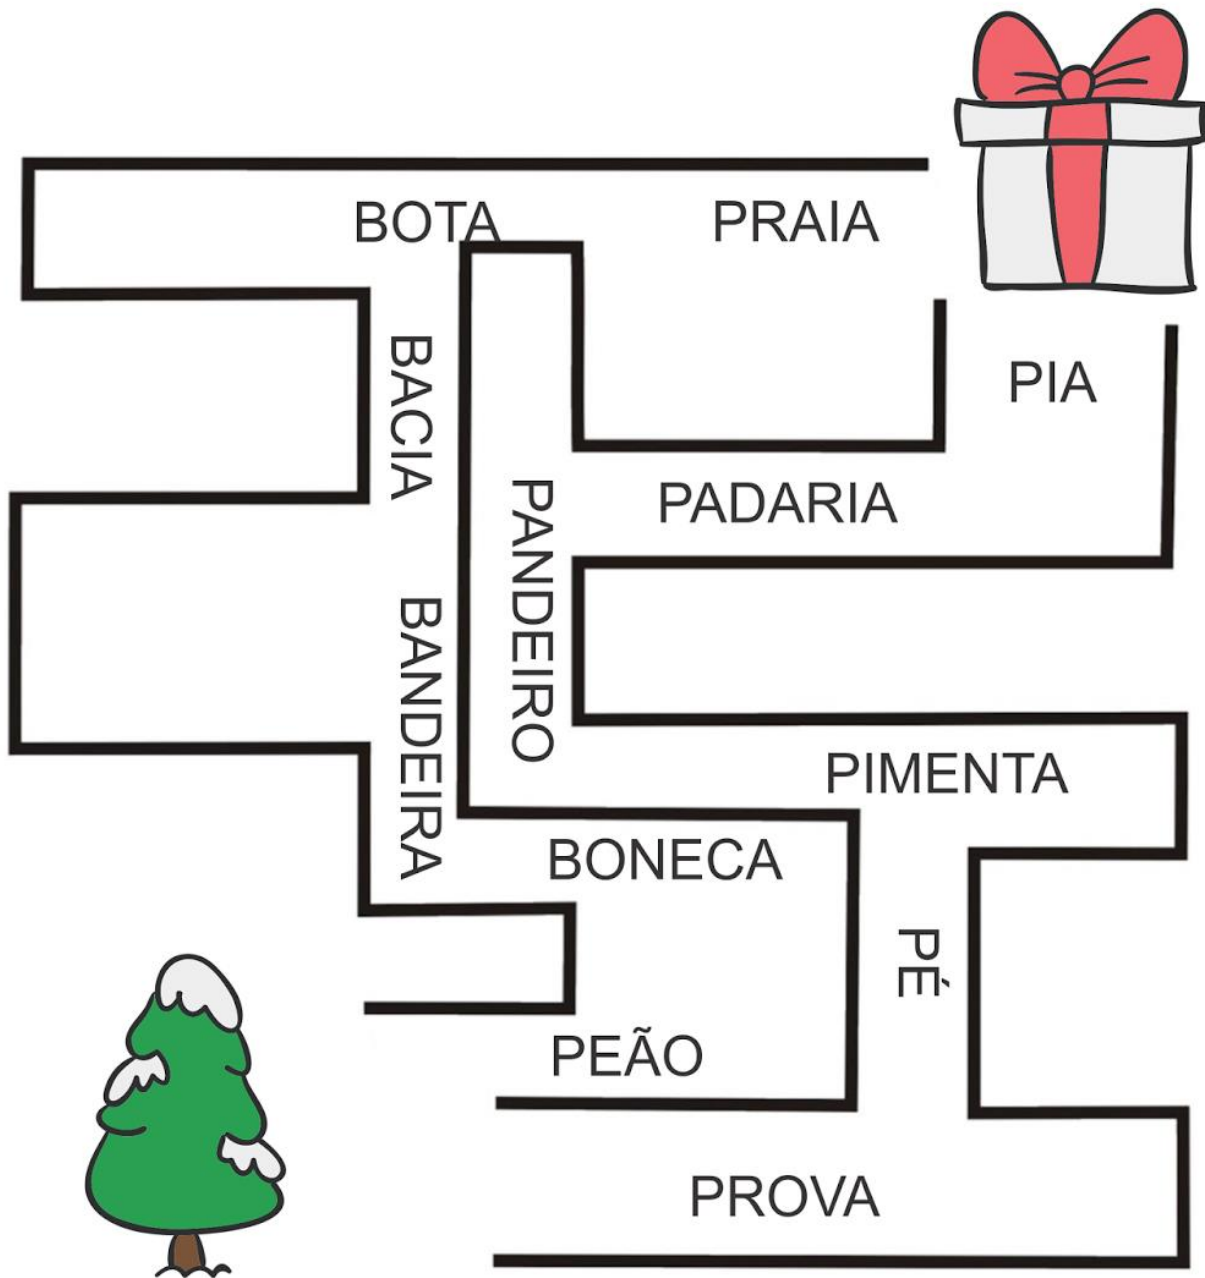 BOTA
PRAIA
BACIA
PIA
PADARIA
PANDEIRO
BANDEIRA
PIMENTA
BONECA
PÉ
PEÃO
PROVA